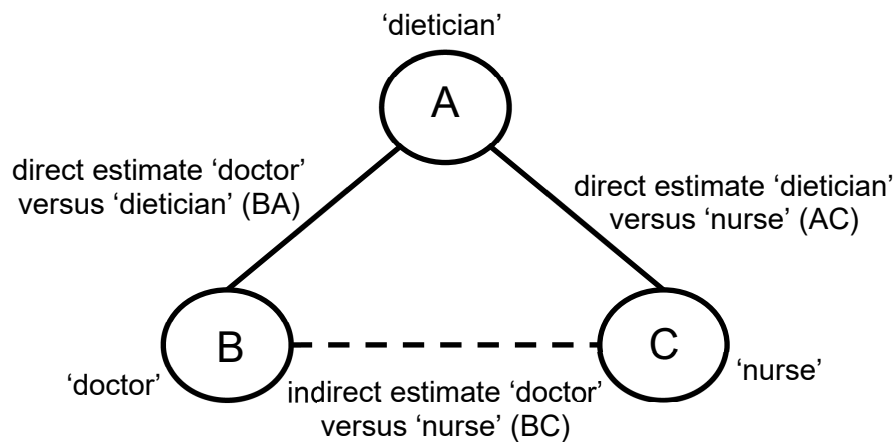 ‘dietician’
A
direct estimate ‘doctor’
versus ‘dietician’ (BA)
direct estimate ‘dietician’
versus ‘nurse’ (AC)
B
C
‘doctor’
‘nurse’
indirect estimate ‘doctor’
versus ‘nurse’ (BC)